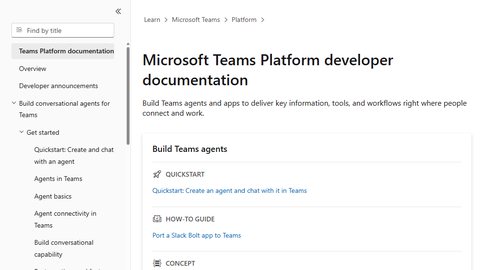 Learn > Microsoft Teams > Platform >
Find by title
Teams Platform documentation
Overview
Developer announcements
Build conversational agents for
Teams
Get started
Quickstart: Create and chat
with an agent
Agents in Teams
Agent basics
Agent connectivity in
Teams
Build conversational
capability
Microsoft Teams Platform developer
documentation
Build Teams agents and apps to deliver key information, tools, and workflows right where people
connect and work.
Build Teams agents
QUICKSTART
Quickstart: Create an agent and chat with it in Teams
HOW-TO GUIDE
Port a Slack Bolt app to Teams
CONCEPT